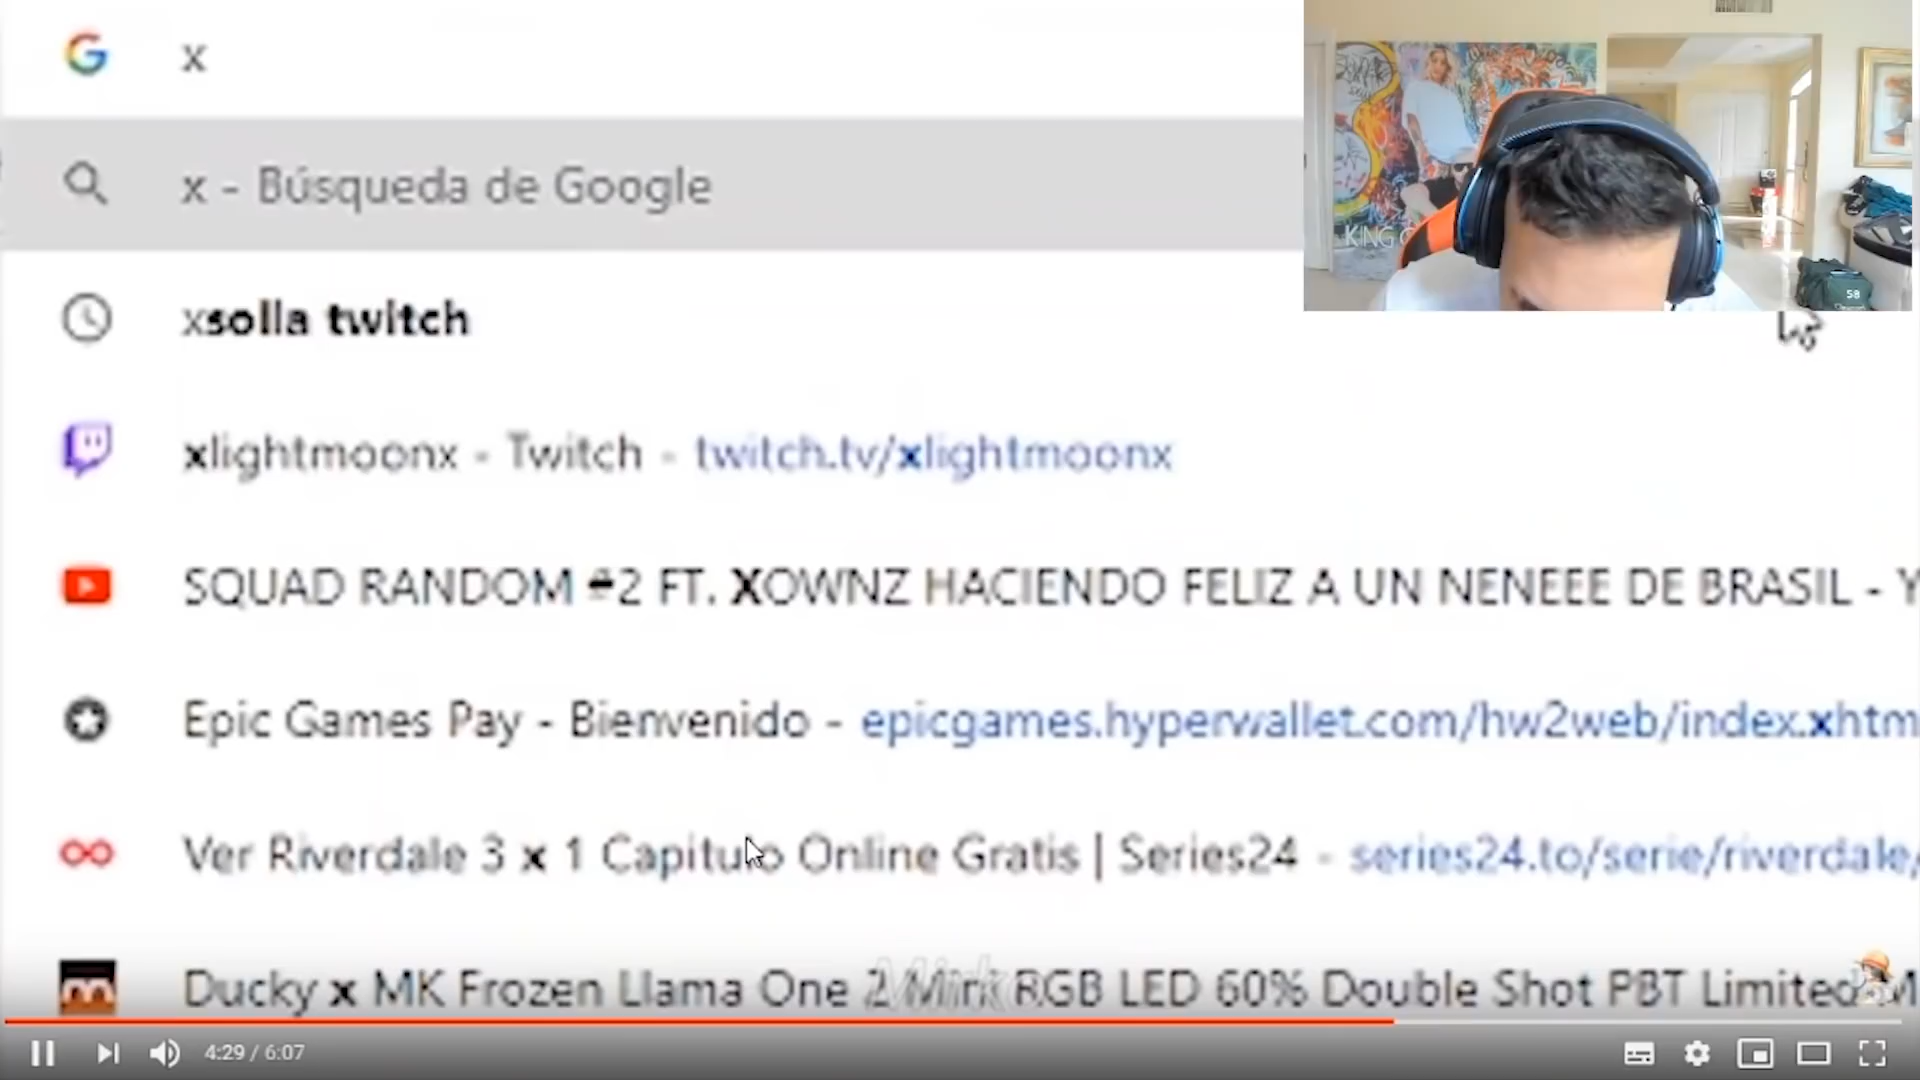 x
x - Búsqueda de Google
xsolla twitch
xlightmoonx - Twitch - twitch.tv/xlightmoonx
SQUAD RANDOM #2 FT. XOWNZ HACIENDO FELIZ A UN NENEEE DE BRASIL - Y
Epic Games Pay - Bienvenido - epicgames.hyperwallet.com/hw2web/index.xhtm
Ver Riverdale 3 x 1 Capitulo Online Gratis | Series24 - series24.to/serie/riverdale/
Ducky x MK Frozen Llama One 2 Mini RGB LED 60% Double Shot PBT Limited
KING
58
4:29 / 6:07